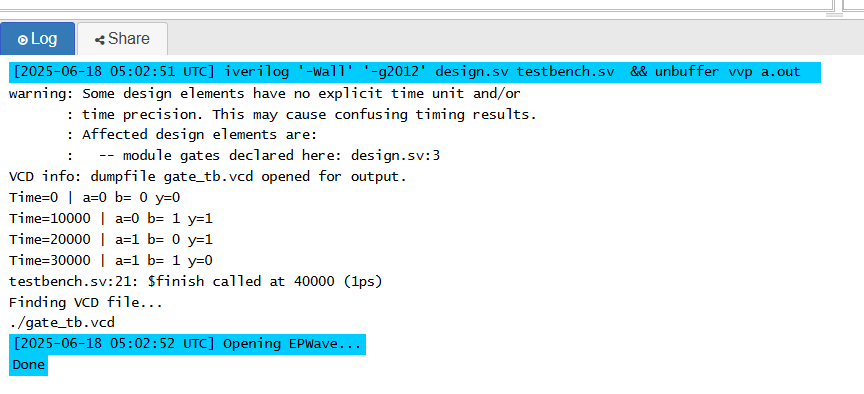 Log
Share
[2025-06-18 05:02:51 UTC] iverilog '-Wall' '-g2012' design.sv testbench.sv  && unbuffer vvp a.out
warning: Some design elements have no explicit time unit and/or
       : time precision. This may cause confusing timing results.
       : Affected design elements are:
       :   -- module gates declared here: design.sv:3
VCD info: dumpfile gate_tb.vcd opened for output.
Time=0 | a=0 b= 0 y=0
Time=10000 | a=0 b= 1 y=1
Time=20000 | a=1 b= 0 y=1
Time=30000 | a=1 b= 1 y=0
testbench.sv:21: $finish called at 40000 (1ps)
Finding VCD file...
./gate_tb.vcd
[2025-06-18 05:02:52 UTC] Opening EPWave...
Done